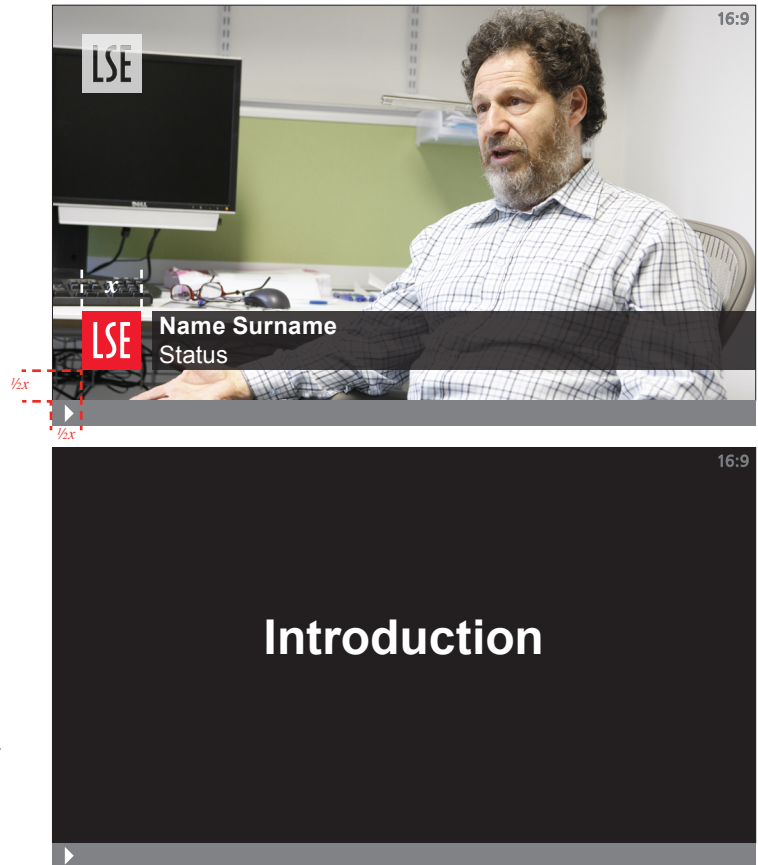 16:9
LSE
x
LSE
Name Surname
Status
½x
½x
16:9
Introduction